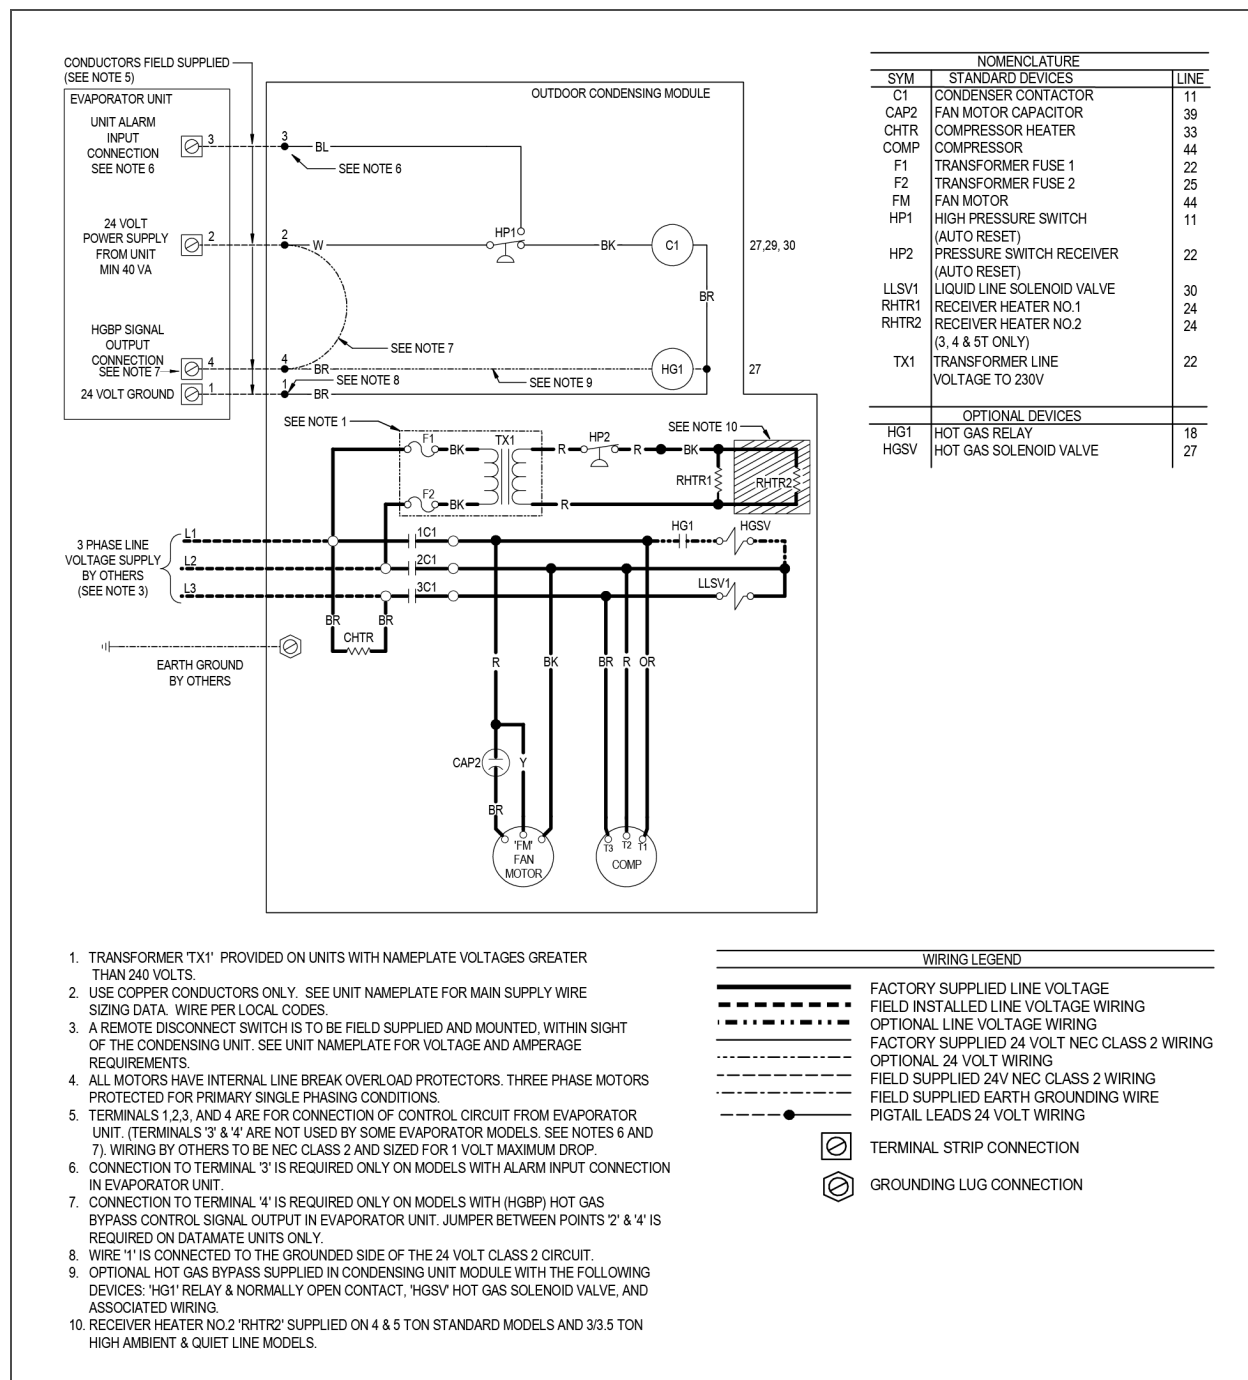 CONDUCTORS FIELD SUPPLIED
(SEE NOTE 5)
EVAPORATOR UNIT
OUTDOOR CONDENSING MODULE
UNIT ALARM
INPUT
CONNECTION
SEE NOTE 6
3
3
BL
SEE NOTE 6
24 VOLT
POWER SUPPLY
FROM UNIT
MIN 40 VA
2
2
W
HP1
BK
C1
27,29, 30
BR
HGBP SIGNAL
OUTPUT
CONNECTION
SEE NOTE 7
4
4
BR
SEE NOTE 7
SEE NOTE 9
HG1
27
24 VOLT GROUND
1
1
BR
SEE NOTE 8
SEE NOTE 1
F1
BK
TX1
R
HP2
R
BK
SEE NOTE 10
RHTR1
RHTR2
F2
BK
R
3 PHASE LINE
VOLTAGE SUPPLY
BY OTHERS
(SEE NOTE 3)
L1
1C1
HG1
HGSV
L2
2C1
L3
3C1
LLSV1
BR
BR
CHTR
EARTH GROUND
BY OTHERS
R
BK
BR
R
OR
CAP2
Y
BR
'FM'
FAN
MOTOR
T3
T2
T1
COMP
NOMENCLATURE
SYM STANDARD DEVICES LINE
C1 CONDENSER CONTACTOR 11
CAP2 FAN MOTOR CAPACITOR 39
CHTR COMPRESSOR HEATER 33
COMP COMPRESSOR 44
F1 TRANSFORMER FUSE 1 22
F2 TRANSFORMER FUSE 2 25
FM FAN MOTOR 44
HP1 HIGH PRESSURE SWITCH 11
(AUTO RESET)
HP2 PRESSURE SWITCH RECEIVER 22
(AUTO RESET)
LLSV1 LIQUID LINE SOLENOID VALVE 30
RHTR1 RECEIVER HEATER NO.1 24
RHTR2 RECEIVER HEATER NO.2 24
(3, 4 & 5T ONLY)
TX1 TRANSFORMER LINE 22
VOLTAGE TO 230V
OPTIONAL DEVICES
HG1 HOT GAS RELAY 18
HGSV HOT GAS SOLENOID VALVE 27
1. TRANSFORMER 'TX1' PROVIDED ON UNITS WITH NAMEPLATE VOLTAGES GREATER
THAN 240 VOLTS.
2. USE COPPER CONDUCTORS ONLY. SEE UNIT NAMEPLATE FOR MAIN SUPPLY WIRE
SIZING DATA. WIRE PER LOCAL CODES.
3. A REMOTE DISCONNECT SWITCH IS TO BE FIELD SUPPLIED AND MOUNTED, WITHIN SIGHT
OF THE CONDENSING UNIT. SEE UNIT NAMEPLATE FOR VOLTAGE AND AMPERAGE
REQUIREMENTS.
4. ALL MOTORS HAVE INTERNAL LINE BREAK OVERLOAD PROTECTORS. THREE PHASE MOTORS
PROTECTED FOR PRIMARY SINGLE PHASING CONDITIONS.
5. TERMINALS 1,2,3, AND 4 ARE FOR CONNECTION OF CONTROL CIRCUIT FROM EVAPORATOR
UNIT. (TERMINALS '3' & '4' ARE NOT USED BY SOME EVAPORATOR MODELS. SEE NOTES 6 AND
7). WIRING BY OTHERS TO BE NEC CLASS 2 AND SIZED FOR 1 VOLT MAXIMUM DROP.
6. CONNECTION TO TERMINAL '3' IS REQUIRED ONLY ON MODELS WITH ALARM INPUT CONNECTION
IN EVAPORATOR UNIT.
7. CONNECTION TO TERMINAL '4' IS REQUIRED ONLY ON MODELS WITH (HGBP) HOT GAS
BYPASS CONTROL SIGNAL OUTPUT IN EVAPORATOR UNIT. JUMPER BETWEEN POINTS '2' & '4' IS
REQUIRED ON DATAMATE UNITS ONLY.
8. WIRE '1' IS CONNECTED TO THE GROUNDED SIDE OF THE 24 VOLT CLASS 2 CIRCUIT.
9. OPTIONAL HOT GAS BYPASS SUPPLIED IN CONDENSING UNIT MODULE WITH THE FOLLOWING
DEVICES: 'HG1' RELAY & NORMALLY OPEN CONTACT, 'HGSV' HOT GAS SOLENOID VALVE, AND
ASSOCIATED WIRING.
10. RECEIVER HEATER NO.2 'RHTR2' SUPPLIED ON 4 & 5 TON STANDARD MODELS AND 3/3.5 TON
HIGH AMBIENT & QUIET LINE MODELS.
WIRING LEGEND
FACTORY SUPPLIED LINE VOLTAGE
FIELD INSTALLED LINE VOLTAGE WIRING
OPTIONAL LINE VOLTAGE WIRING
FACTORY SUPPLIED 24 VOLT NEC CLASS 2 WIRING
OPTIONAL 24 VOLT WIRING
FIELD SUPPLIED 24V NEC CLASS 2 WIRING
FIELD SUPPLIED EARTH GROUNDING WIRE
PIGTAIL LEADS 24 VOLT WIRING
TERMINAL STRIP CONNECTION
GROUNDING LUG CONNECTION